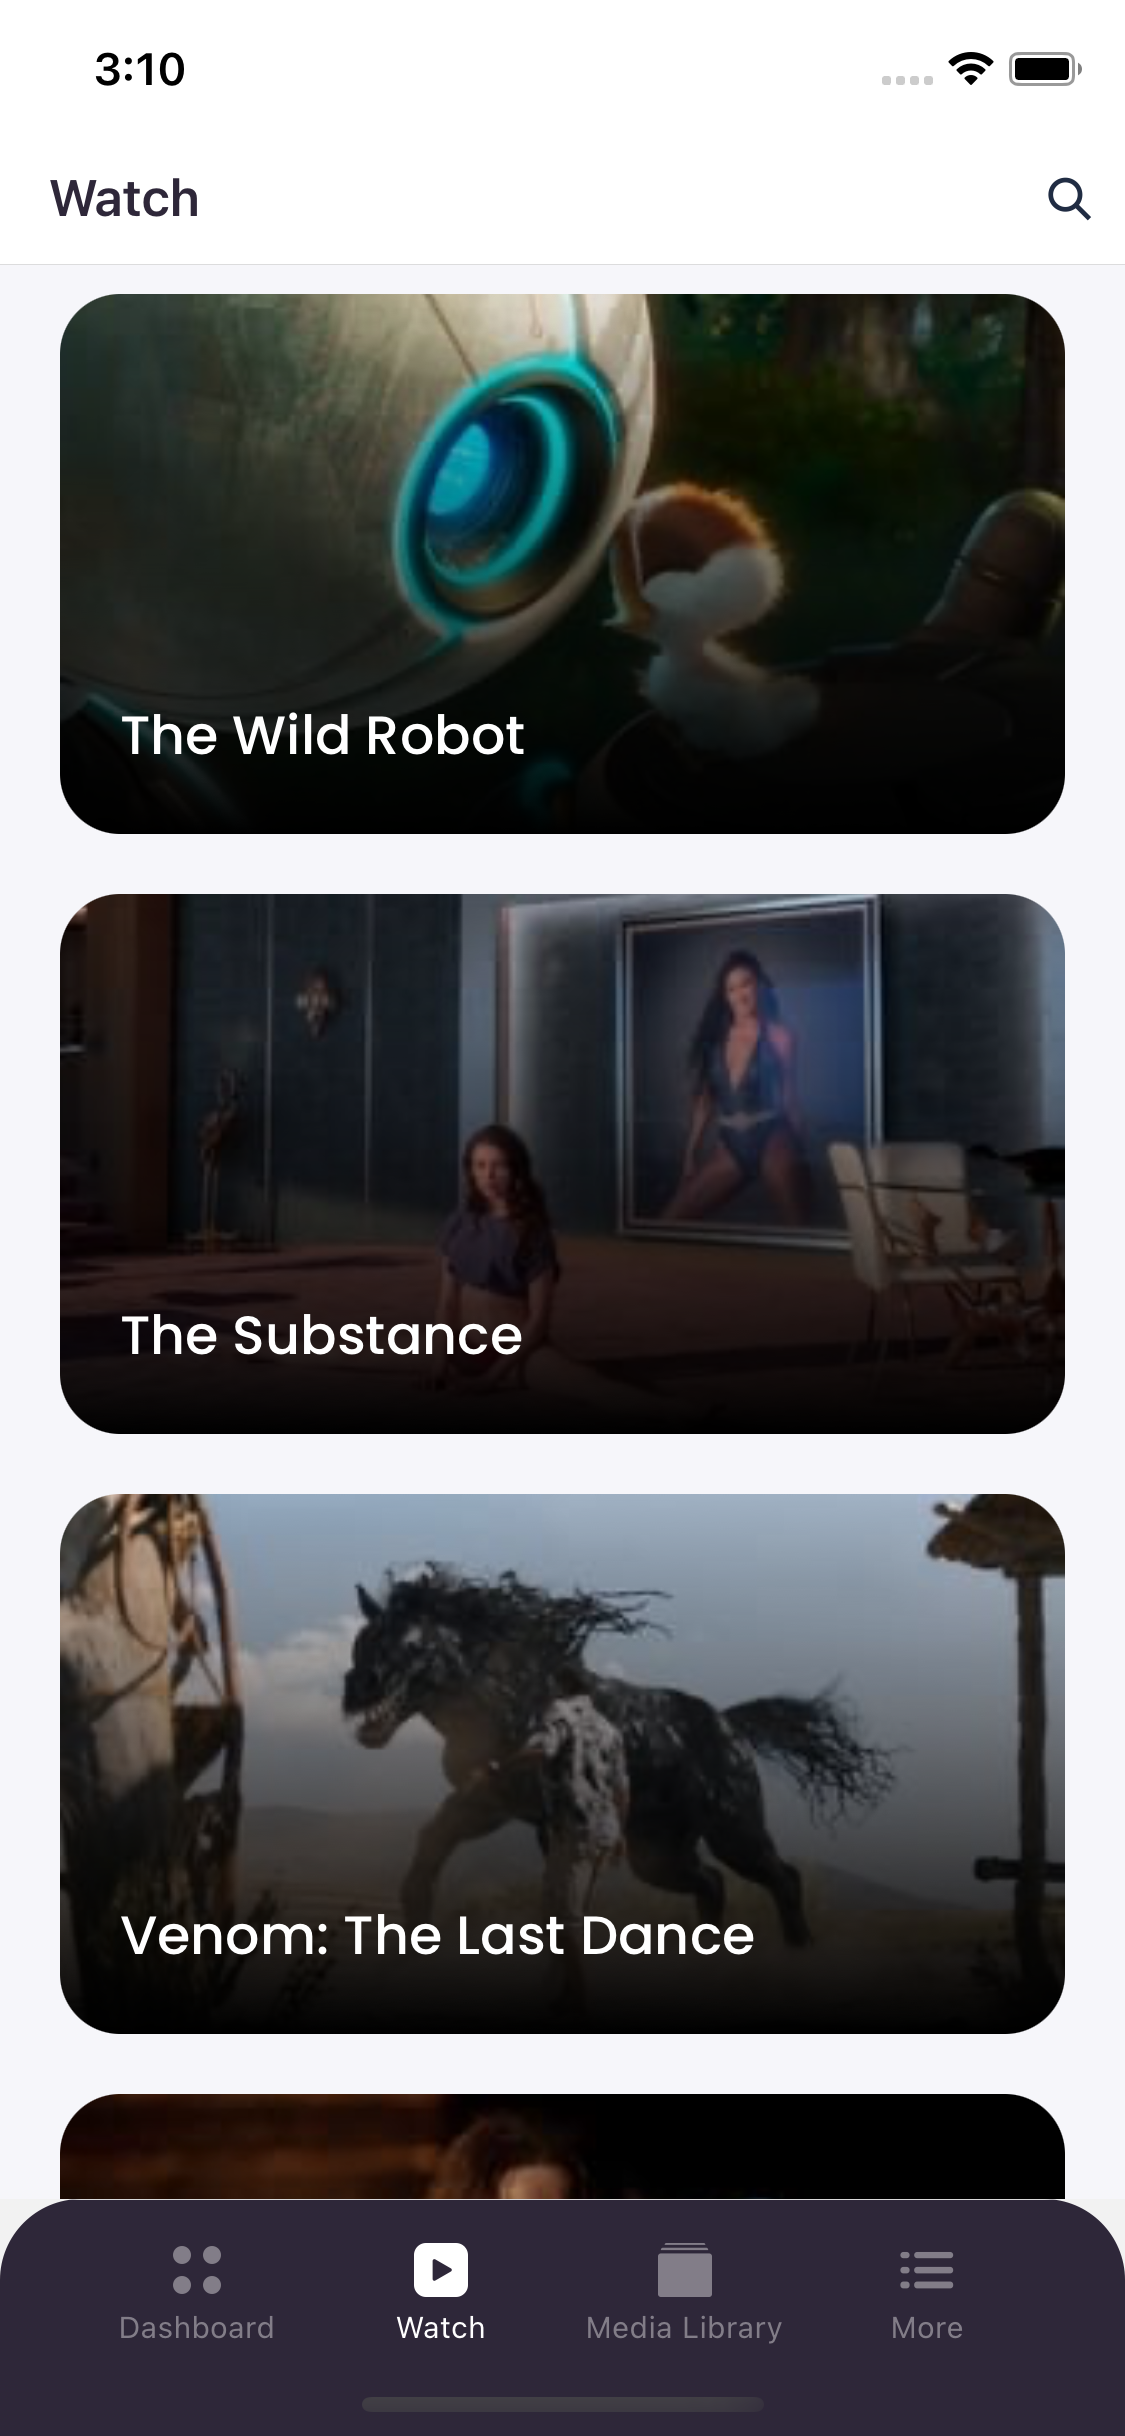 3:10
Watch
The Wild Robot
The Substance
Venom: The Last Dance
Dashboard
Watch
Media Library
More